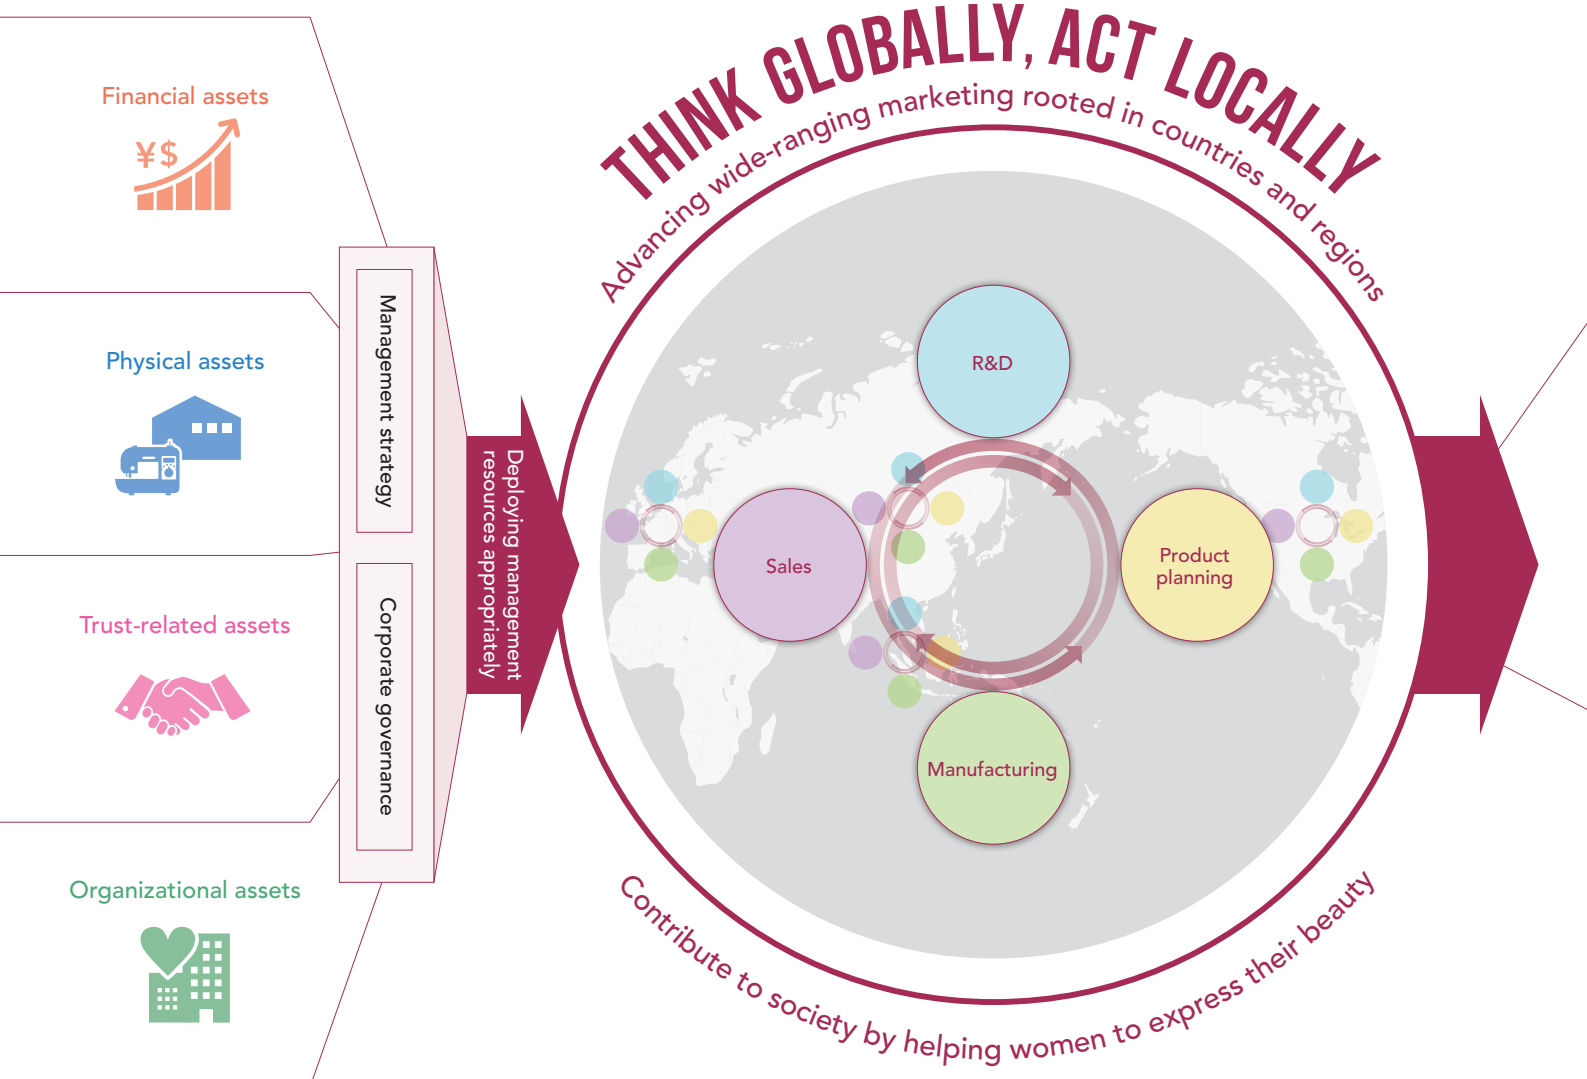 THINK GLOBALLY, ACT LOCALLY
Advancing wide-ranging marketing rooted in countries and regions
Financial assets
¥$
Physical assets
Trust-related assets
Organizational assets
Management strategy
Corporate governance
Deploying management
resources appropriately
R&D
Sales
Product
planning
Manufacturing
Contribute to society by helping women to express their beauty